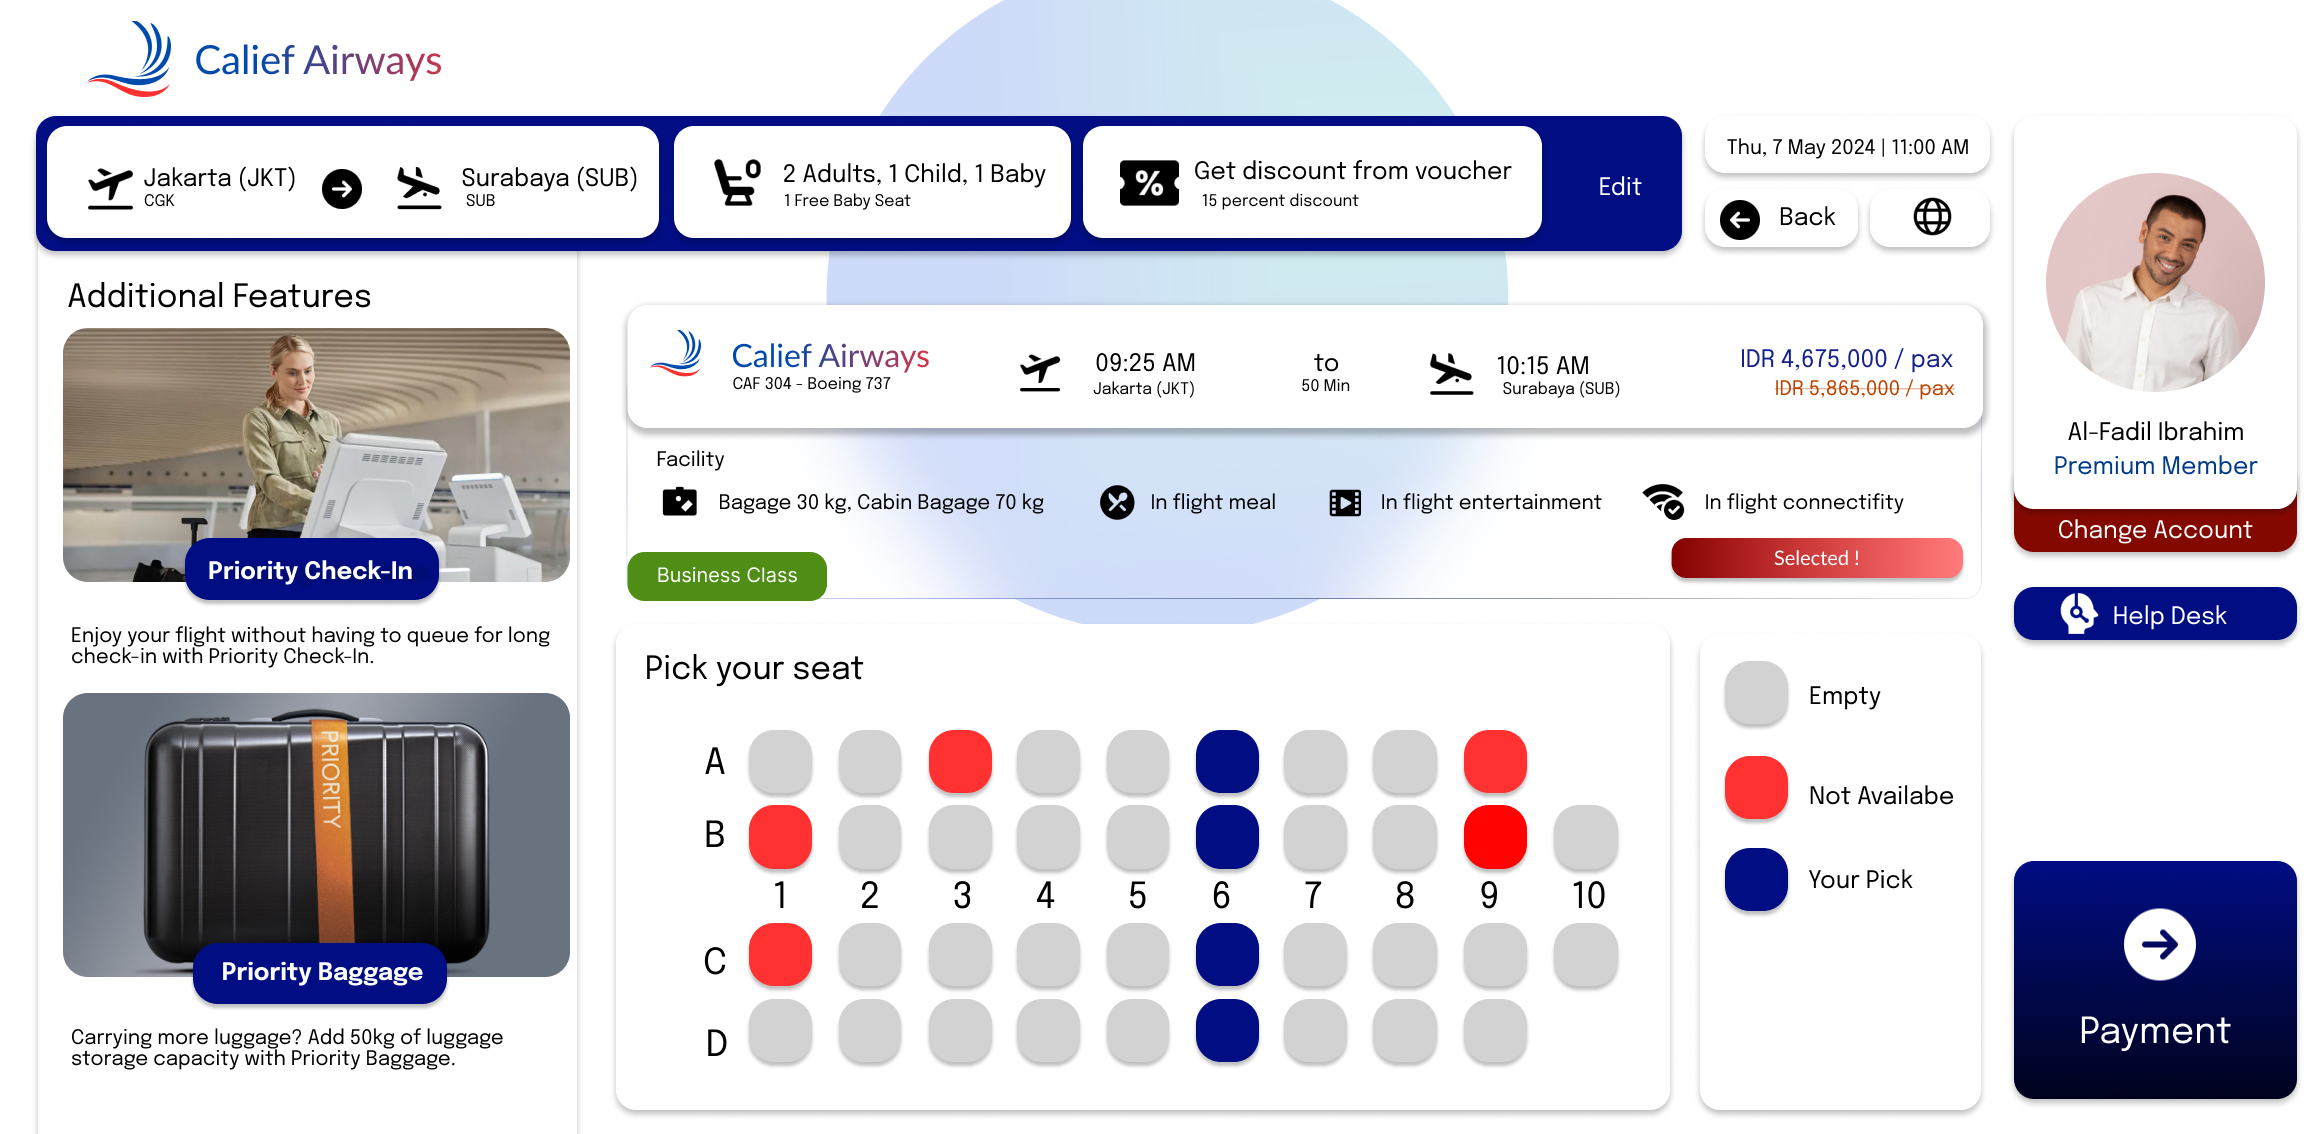 Calief Airways
Jakarta (JKT)
CGK
Surabaya (SUB)
SUB
2 Adults, 1 Child, 1 Baby
1 Free Baby Seat
%
Get discount from voucher
15 percent discount
Edit
Thu, 7 May 2024 | 11:00 AM
Back
Additional Features
Priority Check-In
Enjoy your flight without having to queue for long
check-in with Priority Check-In.
PRIORITY
Priority Baggage
Carrying more luggage? Add 50kg of luggage
storage capacity with Priority Baggage.
Calief Airways
CAF 304 - Boeing 737
09:25 AM
Jakarta (JKT)
to
50 Min
10:15 AM
Surabaya (SUB)
IDR 4,675,000 / pax
IDR 5,865,000 / pax
Facility
Bagage 30 kg, Cabin Bagage 70 kg
In flight meal
In flight entertainment
In flight connectifity
Business Class
Selected !
Pick your seat
A
B
1 2 3 4 5 6 7 8 9 10
C
D
Empty
Not Availabe
Your Pick
Al-Fadil Ibrahim
Premium Member
Change Account
Help Desk
Payment